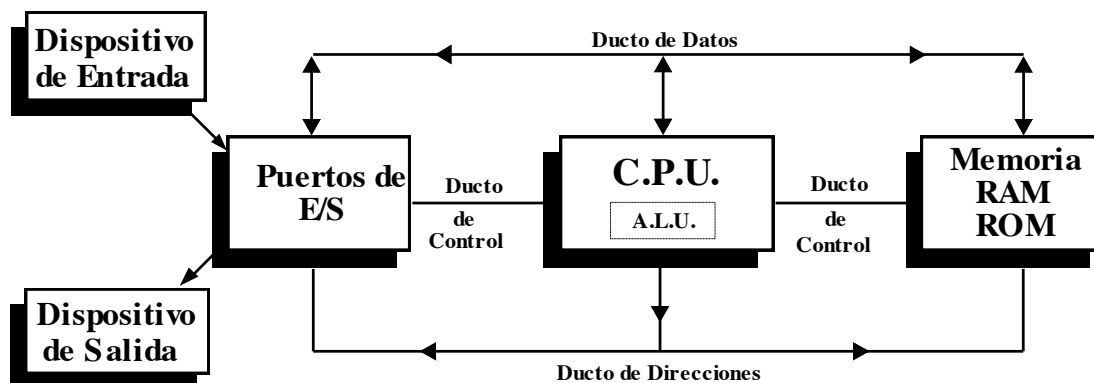 Dispositivo
de Entrada
Ducto de Datos
Puertos de
E/S
Ducto
de
Control
C.P.U.
A.L.U.
Ducto
de
Control
Memoria
RAM
ROM
Dispositivo
de Salida
Ducto de Direcciones